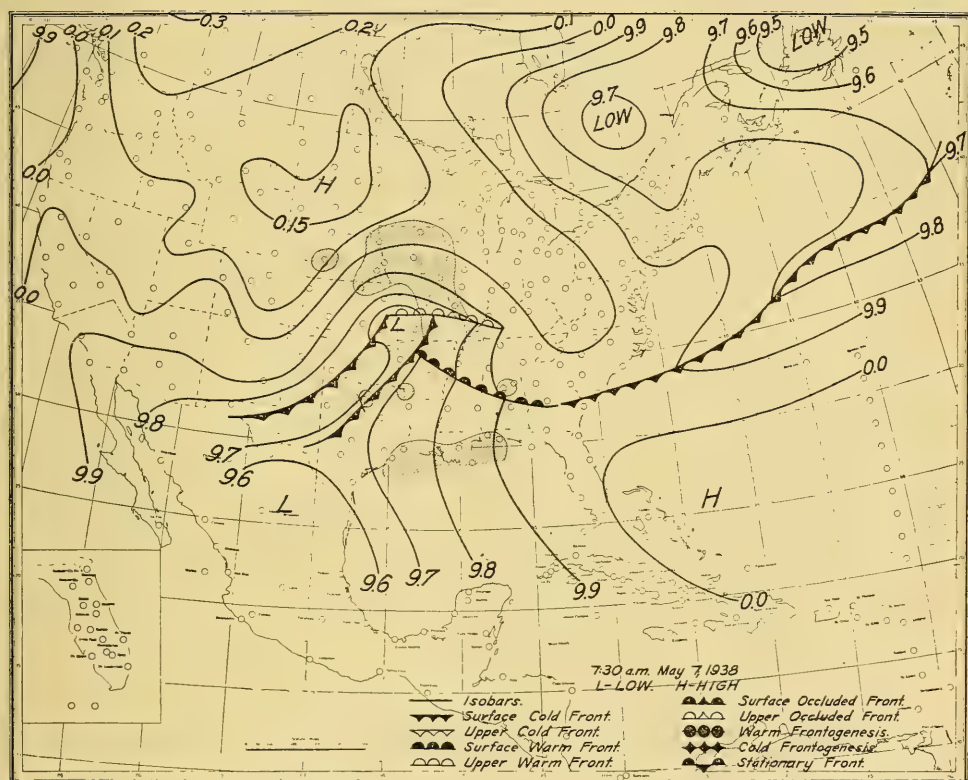 9.9 0.0 0.1 0.2 0.3 0.2 0.1 0.0 9.9 9.8 9.7 9.6 9.5 LOW 9.5
9.6
9.7
LOW
9.7
0.0
H
0.15
9.8
0.0
9.9
L
0.0
9.8
9.7
9.6
9.9
L
H
9.6 9.7 9.8 9.9 0.0
7:30 a.m. May 7, 1938
L-LOW. H=HIGH
Isobars.
Surface Cold Front.
Upper Cold Front.
Surface Warm Front.
Upper Warm Front.
Surface Occluded Front.
Upper Occluded Front.
Warm Frontogenesis.
Cold Frontogenesis.
Stationary Front.